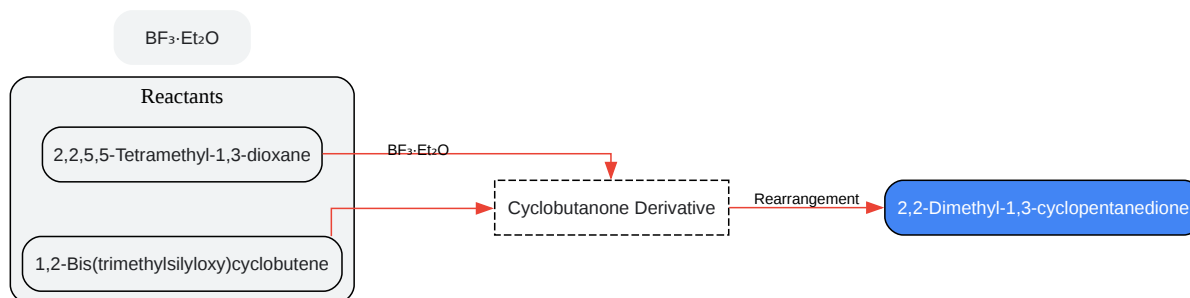 BF₃·Et₂O
Reactants
2,2,5,5-Tetramethyl-1,3-dioxane
BF₃·Et₂O
Cyclobutanone Derivative
Rearrangement
2,2-Dimethyl-1,3-cyclopentanedione
1,2-Bis(trimethylsilyloxy)cyclobutene